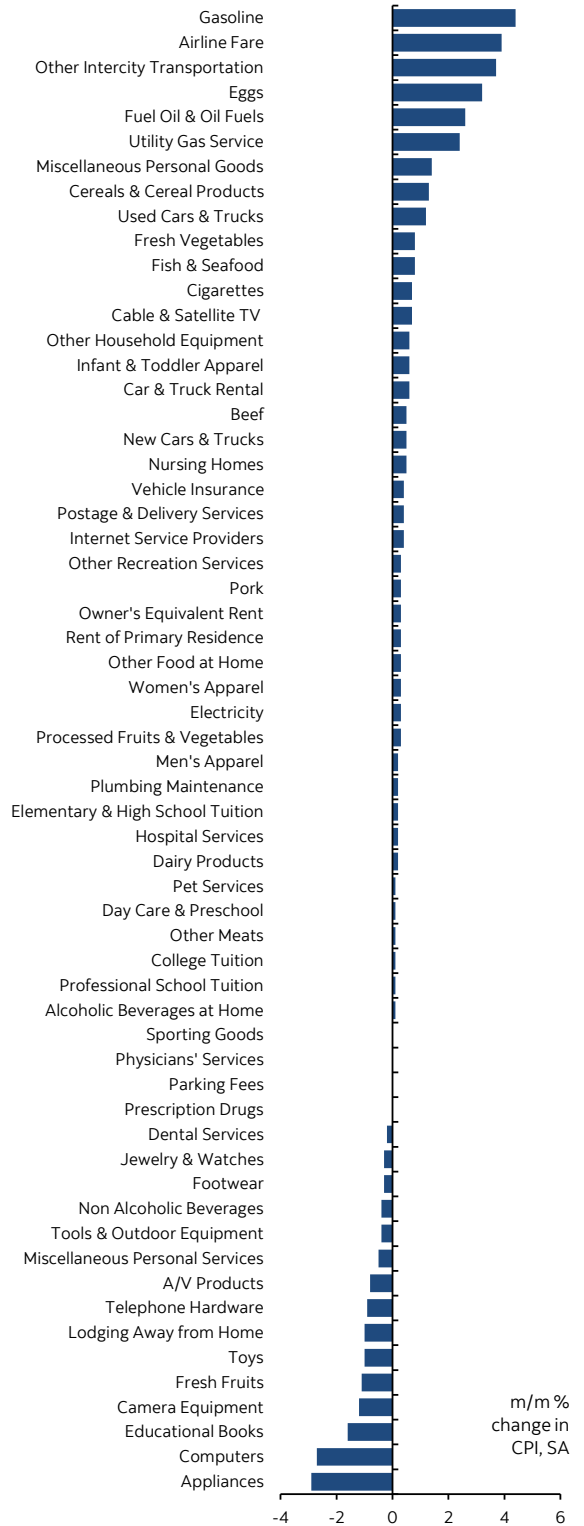 Gasoline
Airline Fare
Other Intercity Transportation
Eggs
Fuel Oil & Oil Fuels
Utility Gas Service
Miscellaneous Personal Goods
Cereals & Cereal Products
Used Cars & Trucks
Fresh Vegetables
Fish & Seafood
Cigarettes
Cable & Satellite TV
Other Household Equipment
Infant & Toddler Apparel
Car & Truck Rental
Beef
New Cars & Trucks
Nursing Homes
Vehicle Insurance
Postage & Delivery Services
Internet Service Providers
Other Recreation Services
Pork
Owner's Equivalent Rent
Rent of Primary Residence
Other Food at Home
Women's Apparel
Electricity
Processed Fruits & Vegetables
Men's Apparel
Plumbing Maintenance
Elementary & High School Tuition
Hospital Services
Dairy Products
Pet Services
Day Care & Preschool
Other Meats
College Tuition
Professional School Tuition
Alcoholic Beverages at Home
Sporting Goods
Physicians' Services
Parking Fees
Prescription Drugs
Dental Services
Jewelry & Watches
Footwear
Non Alcoholic Beverages
Tools & Outdoor Equipment
Miscellaneous Personal Services
A/V Products
Telephone Hardware
Lodging Away from Home
Toys
Fresh Fruits
Camera Equipment
Educational Books
Computers
Appliances
m/m %
change in
CPI, SA
-4 -2 0 2 4 6